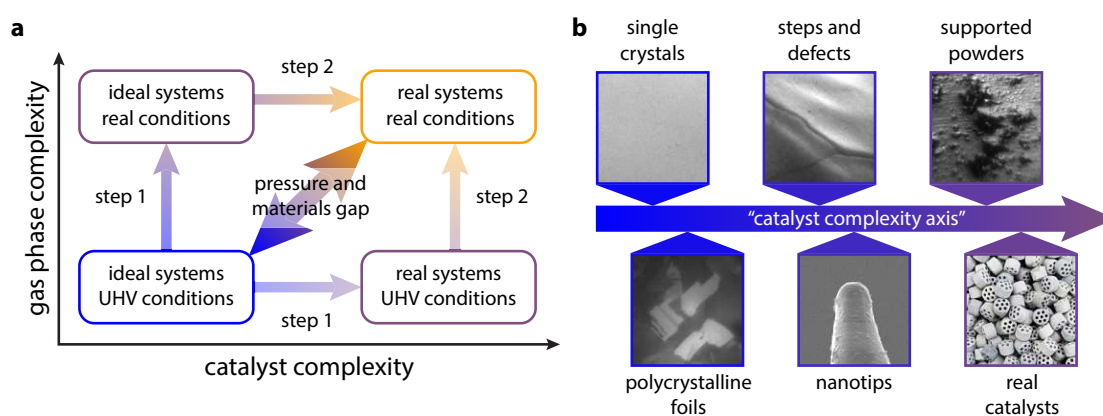 a
gas phase complexity
ideal systems
real conditions
step 2
real systems
real conditions
step 1
pressure and
materials gap
step 2
ideal systems
UHV conditions
step 1
real systems
UHV conditions
catalyst complexity
b
single
crystals
steps and
defects
supported
powders
“catalyst complexity axis”
polycrystalline
foils
nanotips
real
catalysts